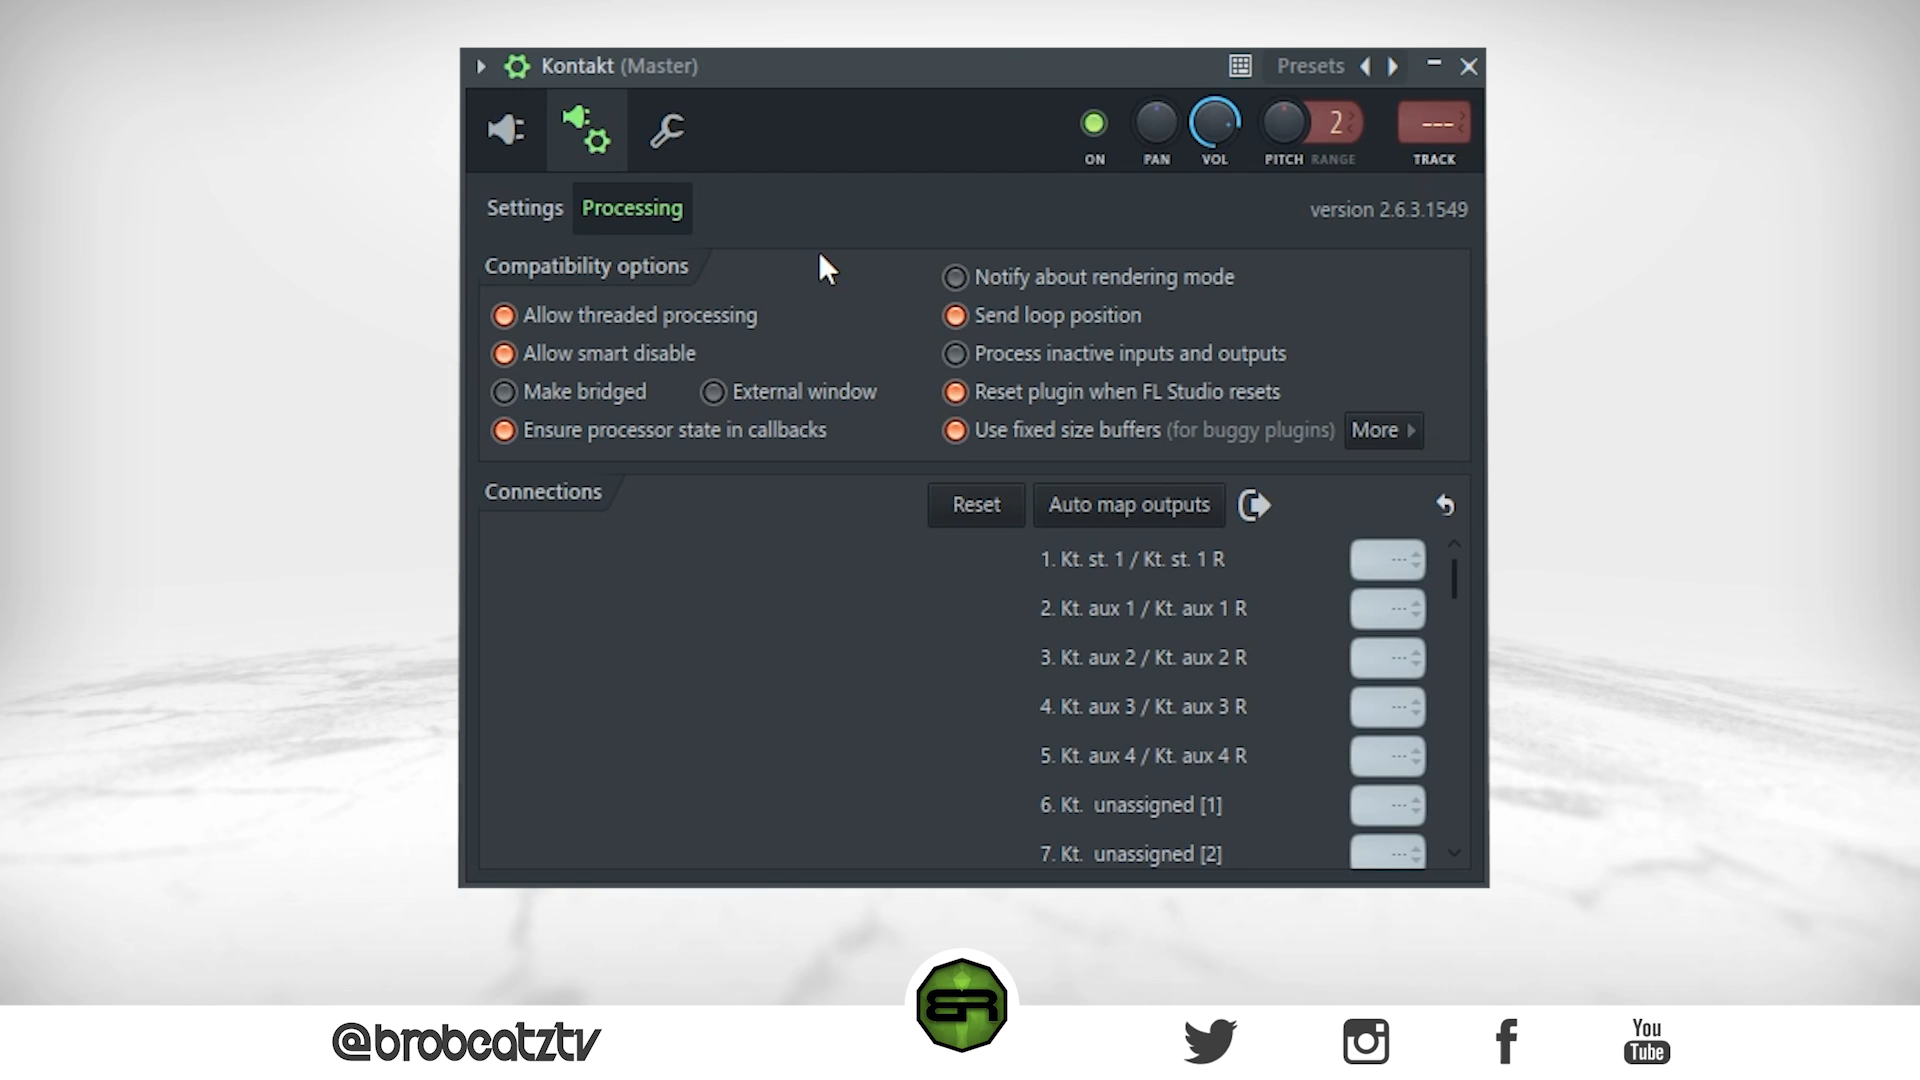 Kontakt (Master)
Presets
2
---
ON
PAN
VOL
PITCH RANGE
TRACK
Settings
Processing
version 2.6.3.1549
Compatibility options
Allow threaded processing
Allow smart disable
Make bridged
External window
Ensure processor state in callbacks
Notify about rendering mode
Send loop position
Process inactive inputs and outputs
Reset plugin when FL Studio resets
Use fixed size buffers (for buggy plugins)
More
Connections
Reset
Auto map outputs
1. Kt. st. 1 / Kt. st. 1 R ---
2. Kt. aux 1 / Kt. aux 1 R ---
3. Kt. aux 2 / Kt. aux 2 R ---
4. Kt. aux 3 / Kt. aux 3 R ---
5. Kt. aux 4 / Kt. aux 4 R ---
6. Kt. unassigned [1] ---
7. Kt. unassigned [2] ---
BR
@brobeatztv
You
Tube